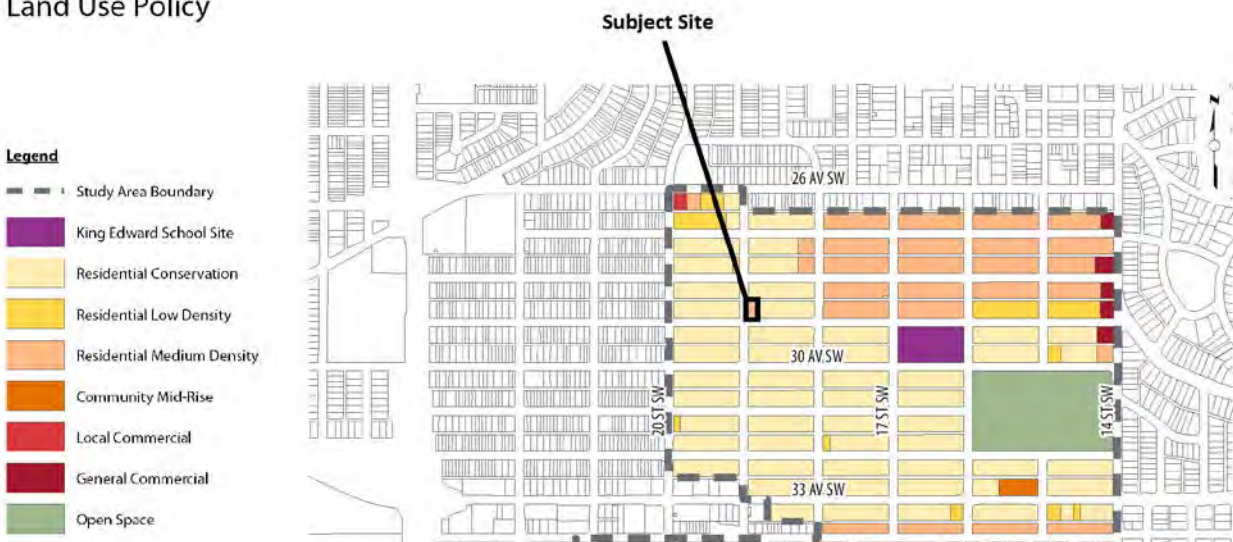 Land Use Policy
Subject Site
Legend
Study Area Boundary
King Edward School Site
Residential Conservation
Residential Low Density
Residential Medium Density
Community Mid-Rise
Local Commercial
General Commercial
Open Space
N
26 AV SW
30 AV SW
20 ST SW
17 ST SW
14 ST SW
33 AV SW